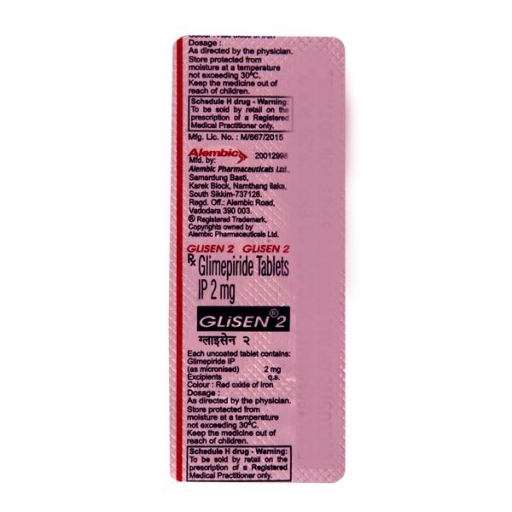 Colour : Red oxide of iron
Dosage :
As directed by the physician.
Store protected from
moisture at a temperature
not exceeding 30°C.
Keep the medicine out of
reach of children.
Schedule H drug - Warning:
To be sold by retail on the
prescription of a Registered
Medical Practitioner only.
Mfg. Lic. No. : M/667/2015
Alembic 20012996
Mfd. by:
Alembic Pharmaceuticals Ltd.,
Samardung Basti,
Karek Block, Namthang Ilaka,
South Sikkim-737126.
Regd. Off.: Alembic Road,
Vadodara 390 003.
® Registered Trademark.
Copyrights owned by
Alembic Pharmaceuticals Ltd.
GLISEN 2 GLISEN 2
Rx Glimepiride Tablets
IP 2 mg
GLiSEN® 2
ग्लाइसेन २
Each uncoated tablet contains:
Glimepiride IP
(as micronised) 2 mg
Excipients q.s.
Colour : Red oxide of iron
Dosage :
As directed by the physician.
Store protected from
moisture at a temperature
not exceeding 30°C.
Keep the medicine out of
reach of children.
Schedule H drug - Warning:
To be sold by retail on the
prescription of a Registered
Medical Practitioner only.